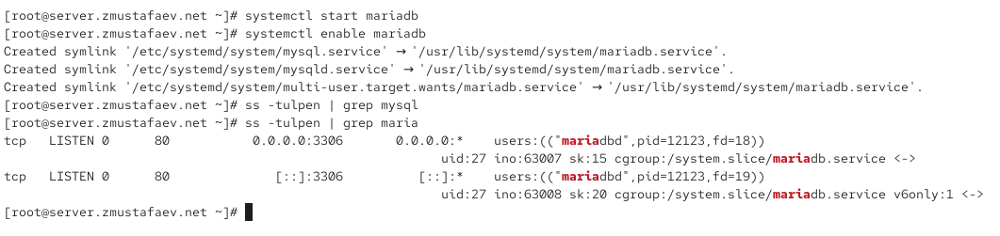 [root@server.zmustafaev.net ~]# systemctl start mariadb
[root@server.zmustafaev.net ~]# systemctl enable mariadb
Created symlink '/etc/systemd/system/mysql.service' → '/usr/lib/systemd/system/mariadb.service'.
Created symlink '/etc/systemd/system/mysqld.service' → '/usr/lib/systemd/system/mariadb.service'.
Created symlink '/etc/systemd/system/multi-user.target.wants/mariadb.service' → '/usr/lib/systemd/system/mariadb.service'.
[root@server.zmustafaev.net ~]# ss -tulpen | grep mysql
[root@server.zmustafaev.net ~]# ss -tulpen | grep maria
tcp   LISTEN 0      80           0.0.0.0:3306       0.0.0.0:*    users:(("mariadbd",pid=12123,fd=18))
uid:27 ino:63007 sk:15 cgroup:/system.slice/mariadb.service <->
tcp   LISTEN 0      80              [::]:3306          [::]:*    users:(("mariadbd",pid=12123,fd=19))
uid:27 ino:63008 sk:20 cgroup:/system.slice/mariadb.service v6only:1 <->
[root@server.zmustafaev.net ~]#